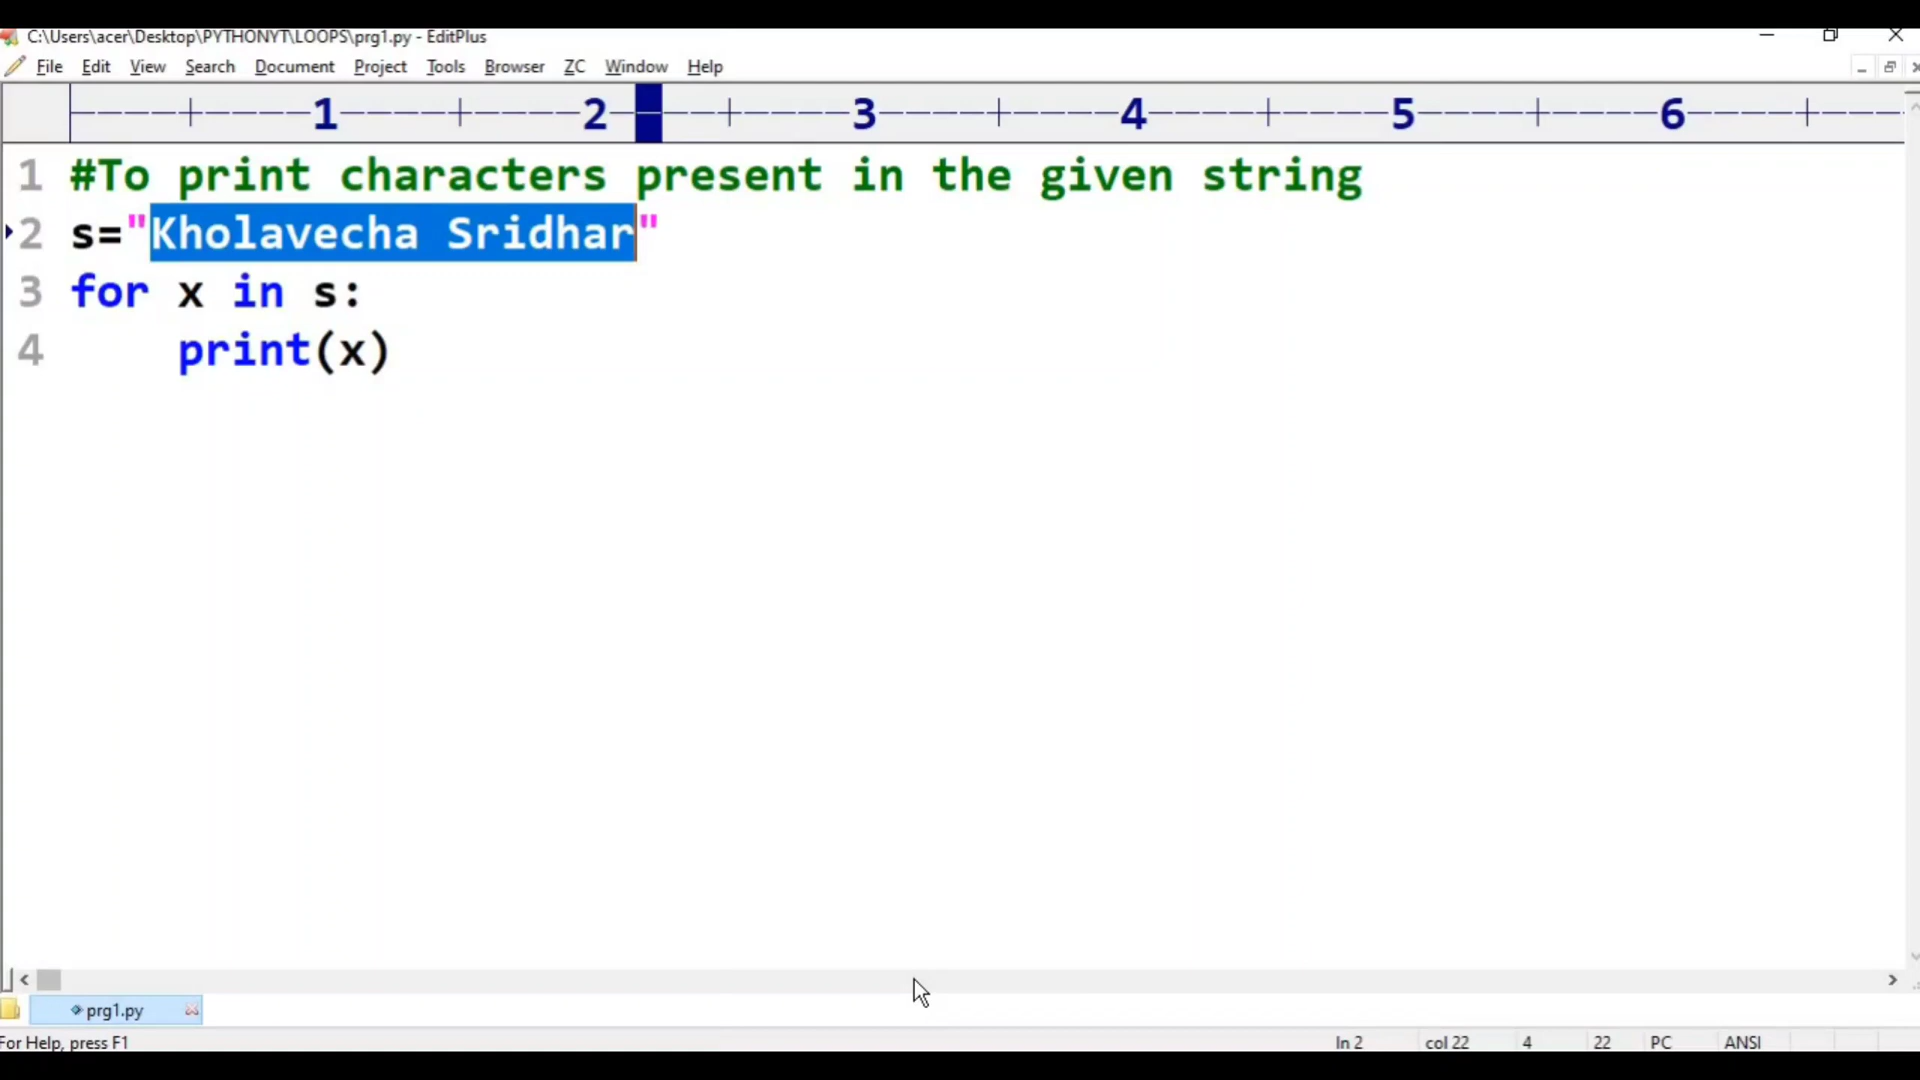 C:\Users\acer\Desktop\PYTHONYT\LOOPS\prg1.py - EditPlus
File Edit View Search Document Project Tools Browser ZC Window Help
1 2 3 4 5 6
1 #To print characters present in the given string
2 s="Kholavecha Sridhar"
3 for x in s:
4     print(x)
prg1.py
For Help, press F1 ln 2 col 22 4 22 PC ANSI